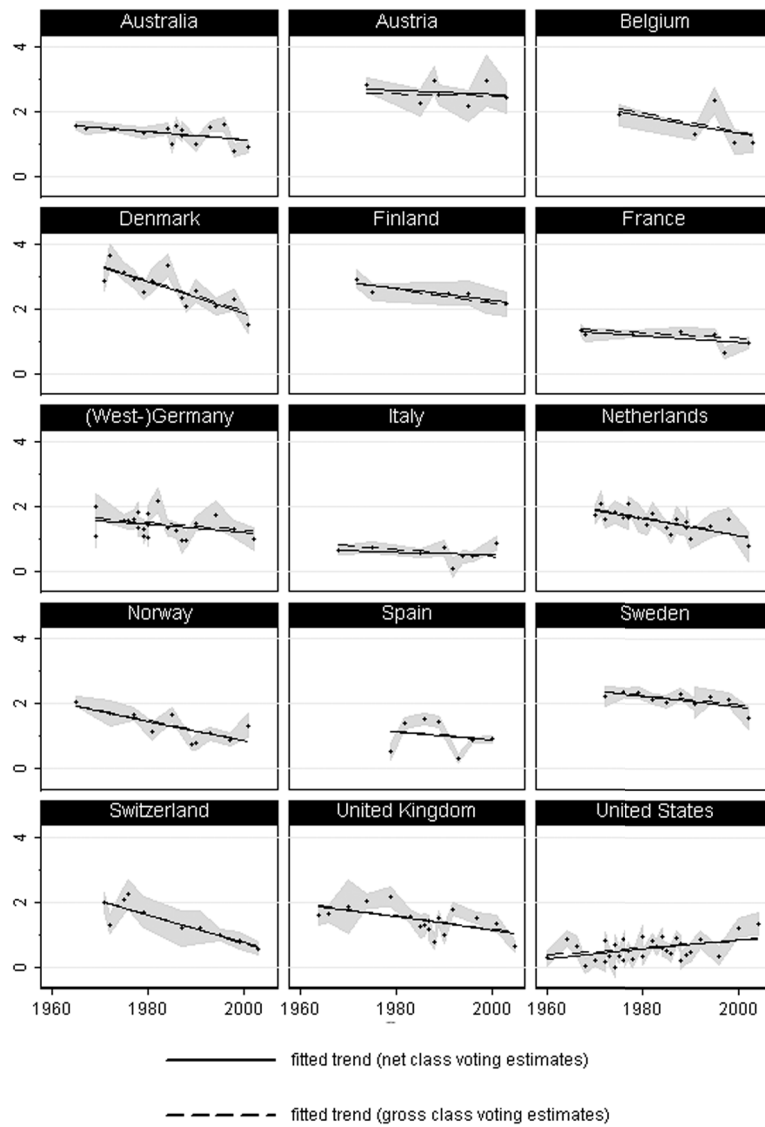 Australia Austria Belgium
4
2
0
Denmark Finland France
4
2
0
(West-)Germany Italy Netherlands
4
2
0
Norway Spain Sweden
4
2
0
Switzerland United Kingdom United States
4
2
0
1960 1980 2000 1960 1980 2000 1960 1980 2000
fitted trend (net class voting estimates)
fitted trend (gross class voting estimates)